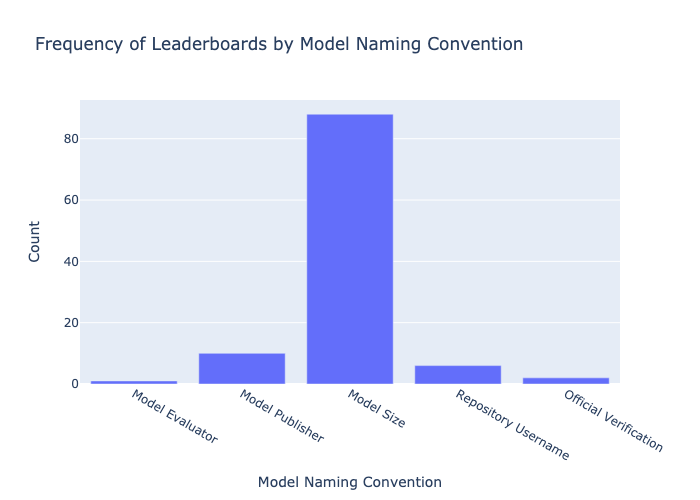 Frequency of Leaderboards by Model Naming Convention
Count
80
60
40
20
0
Model Evaluator
Model Publisher
Model Size
Repository Username
Official Verification
Model Naming Convention